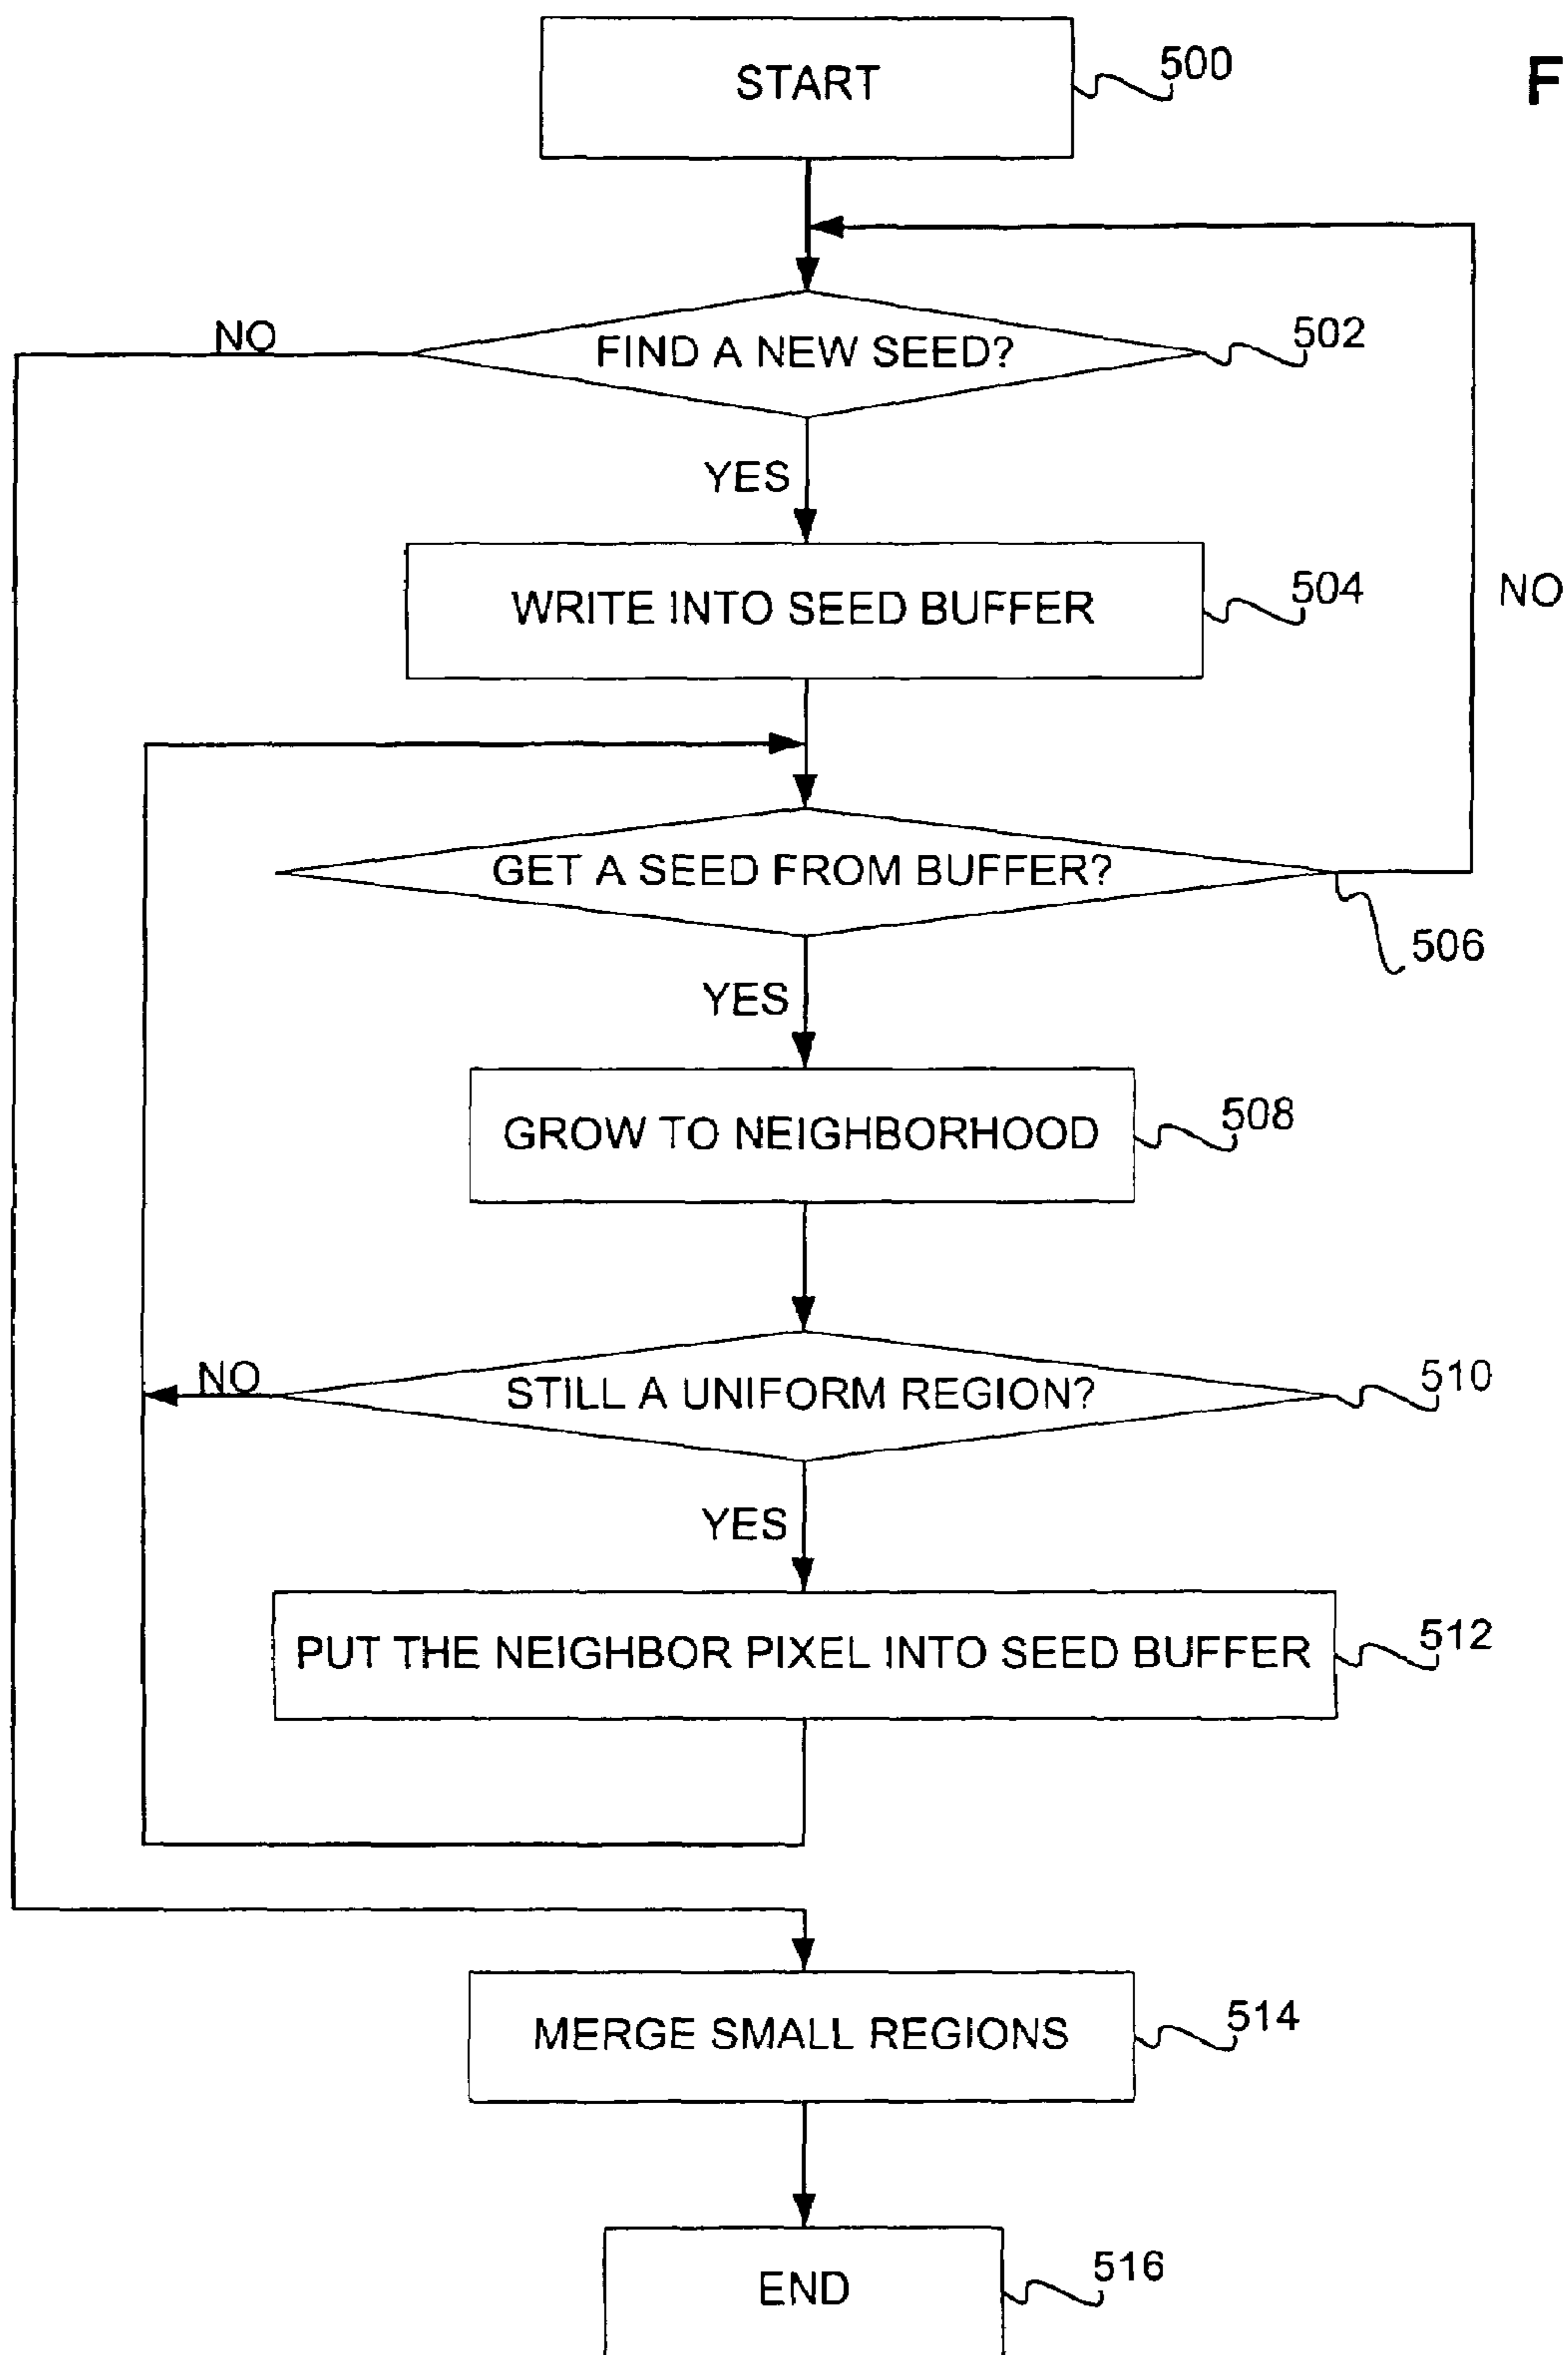 START
500
F
NO
FIND A NEW SEED?
502
YES
WRITE INTO SEED BUFFER
504
NO
GET A SEED FROM BUFFER?
506
YES
GROW TO NEIGHBORHOOD
508
NO
STILL A UNIFORM REGION?
510
YES
PUT THE NEIGHBOR PIXEL INTO SEED BUFFER
512
MERGE SMALL REGIONS
514
END
516